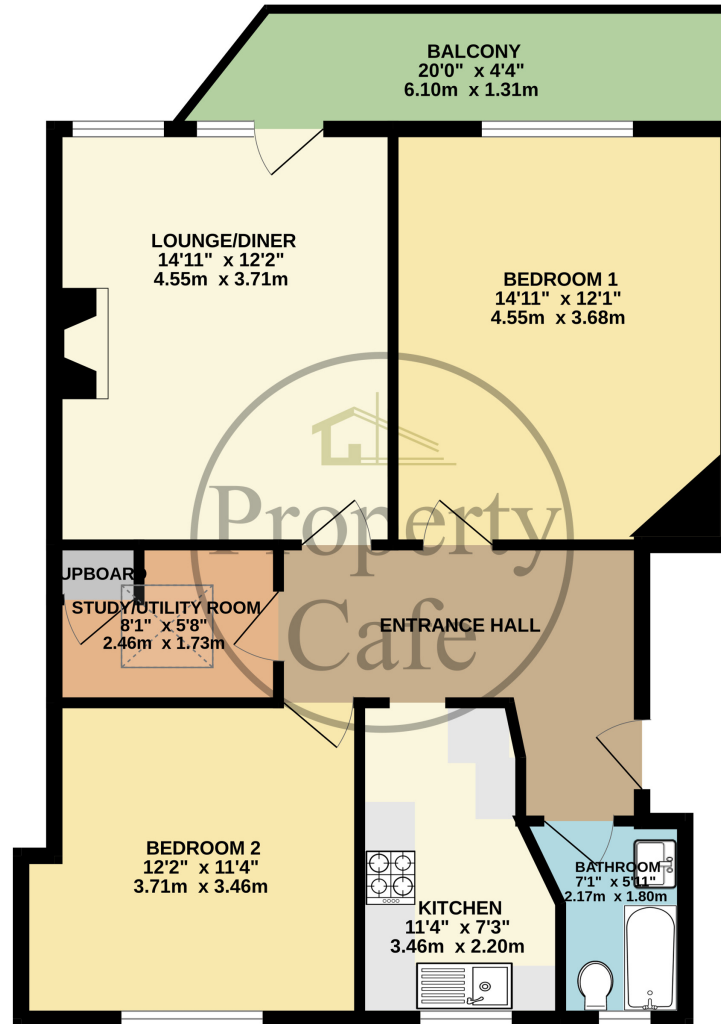 BALCONY
20'0" x 4'4"
6.10m x 1.31m
LOUNGE/DINER
14'11" x 12'2"
4.55m x 3.71m
BEDROOM 1
14'11" x 12'1"
4.55m x 3.68m
Property
Cafe
UPBOARD
STUDY/UTILITY ROOM
8'1" x 5'8"
2.46m x 1.73m
ENTRANCE HALL
BEDROOM 2
12'2" x 11'4"
3.71m x 3.46m
KITCHEN
11'4" x 7'3"
3.46m x 2.20m
BATHROOM
7'1" x 5'11"
2.17m x 1.80m